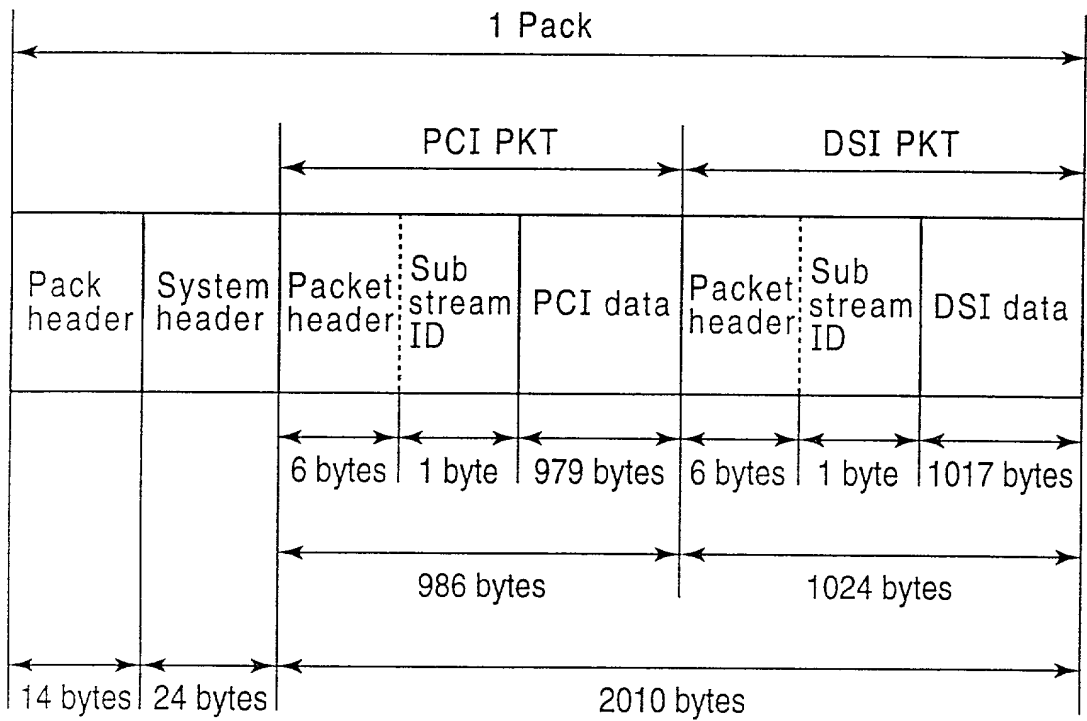 1 Pack
PCI PKT
DSI PKT
Pack
header
System
header
Packet
header
Sub
stream
ID
PCI data
Packet
header
Sub
stream
ID
DSI data
6 bytes
1 byte
979 bytes
6 bytes
1 byte
1017 bytes
986 bytes
1024 bytes
14 bytes
24 bytes
2010 bytes